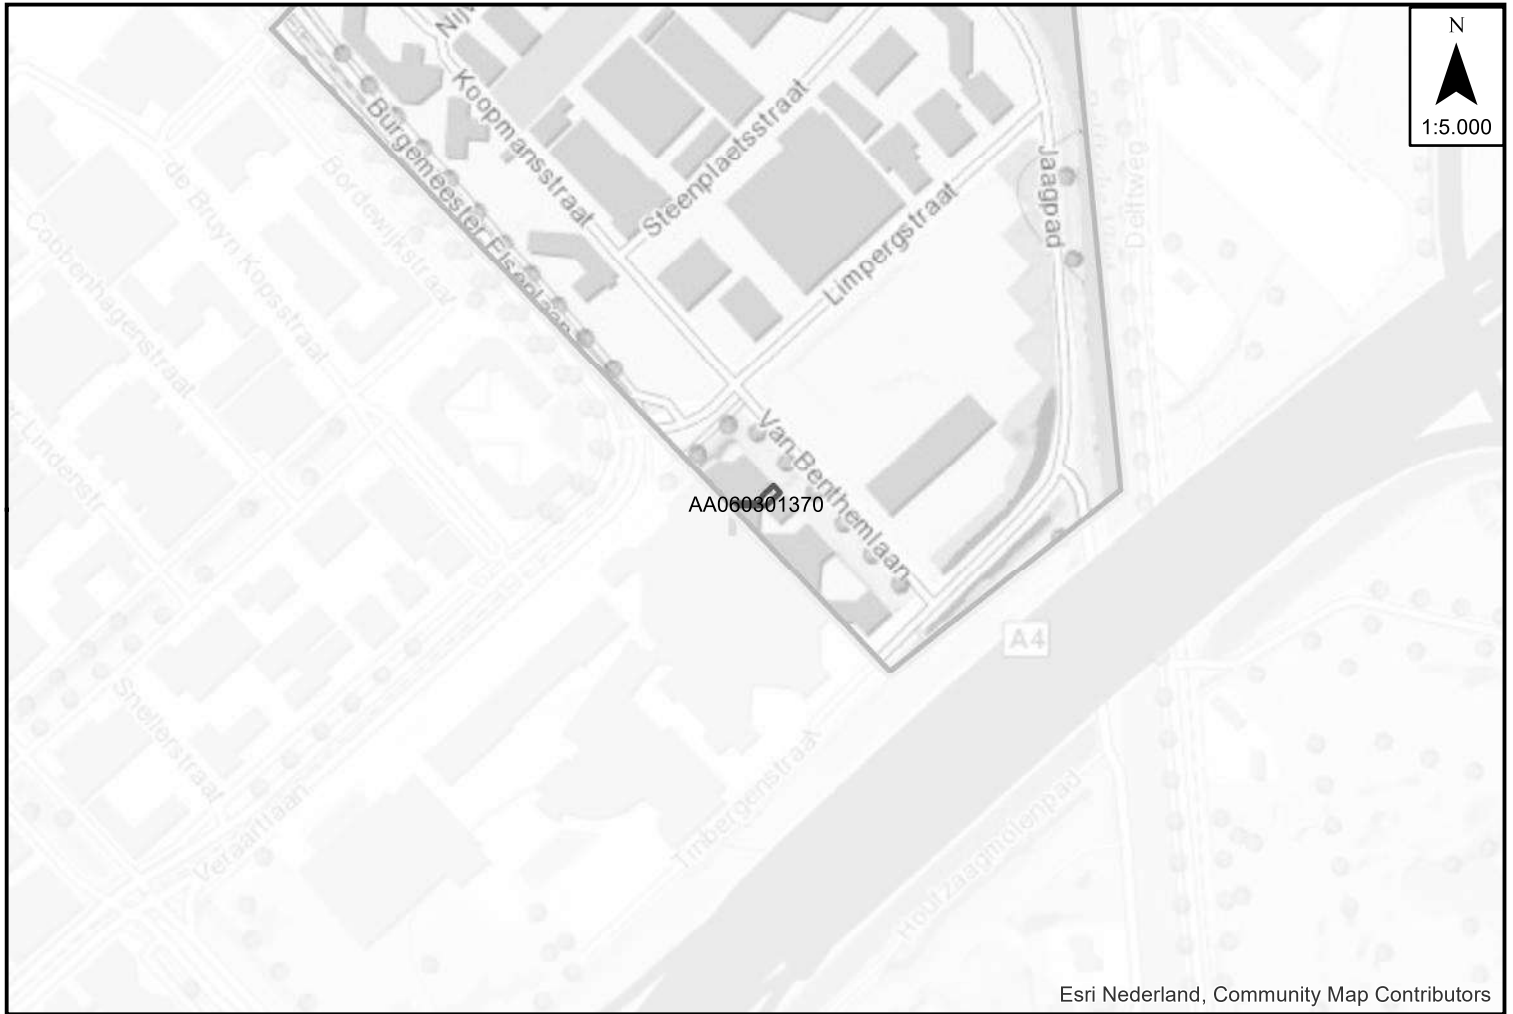 N
1:5.000
Koopmansstraat
Burgemeester Elsenlaan
Steenplaetsstraat
Limpergstraat
Jaagpad
Delftweg
de Bruyn Kopsstraat
Bordewijkstraat
Cobbenhagenstraat
Van Benthemlaan
AA060301370
A4
Snellerstraat
Veraartlaan
Tinbergenstraat
Houtzaagmolenpad
Esri Nederland, Community Map Contributors